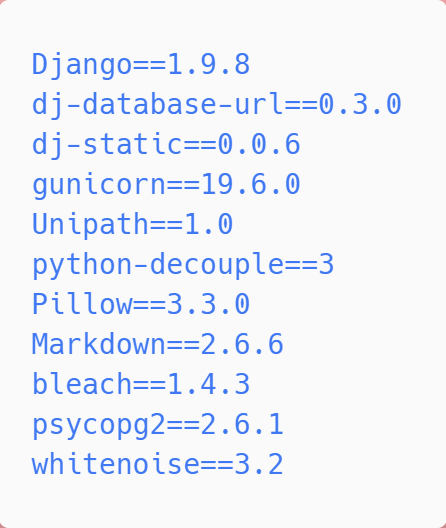 Django==1.9.8
dj-database-url==0.3.0
dj-static==0.0.6
gunicorn==19.6.0
Unipath==1.0
python-decouple==3
Pillow==3.3.0
Markdown==2.6.6
bleach==1.4.3
psycopg2==2.6.1
whitenoise==3.2